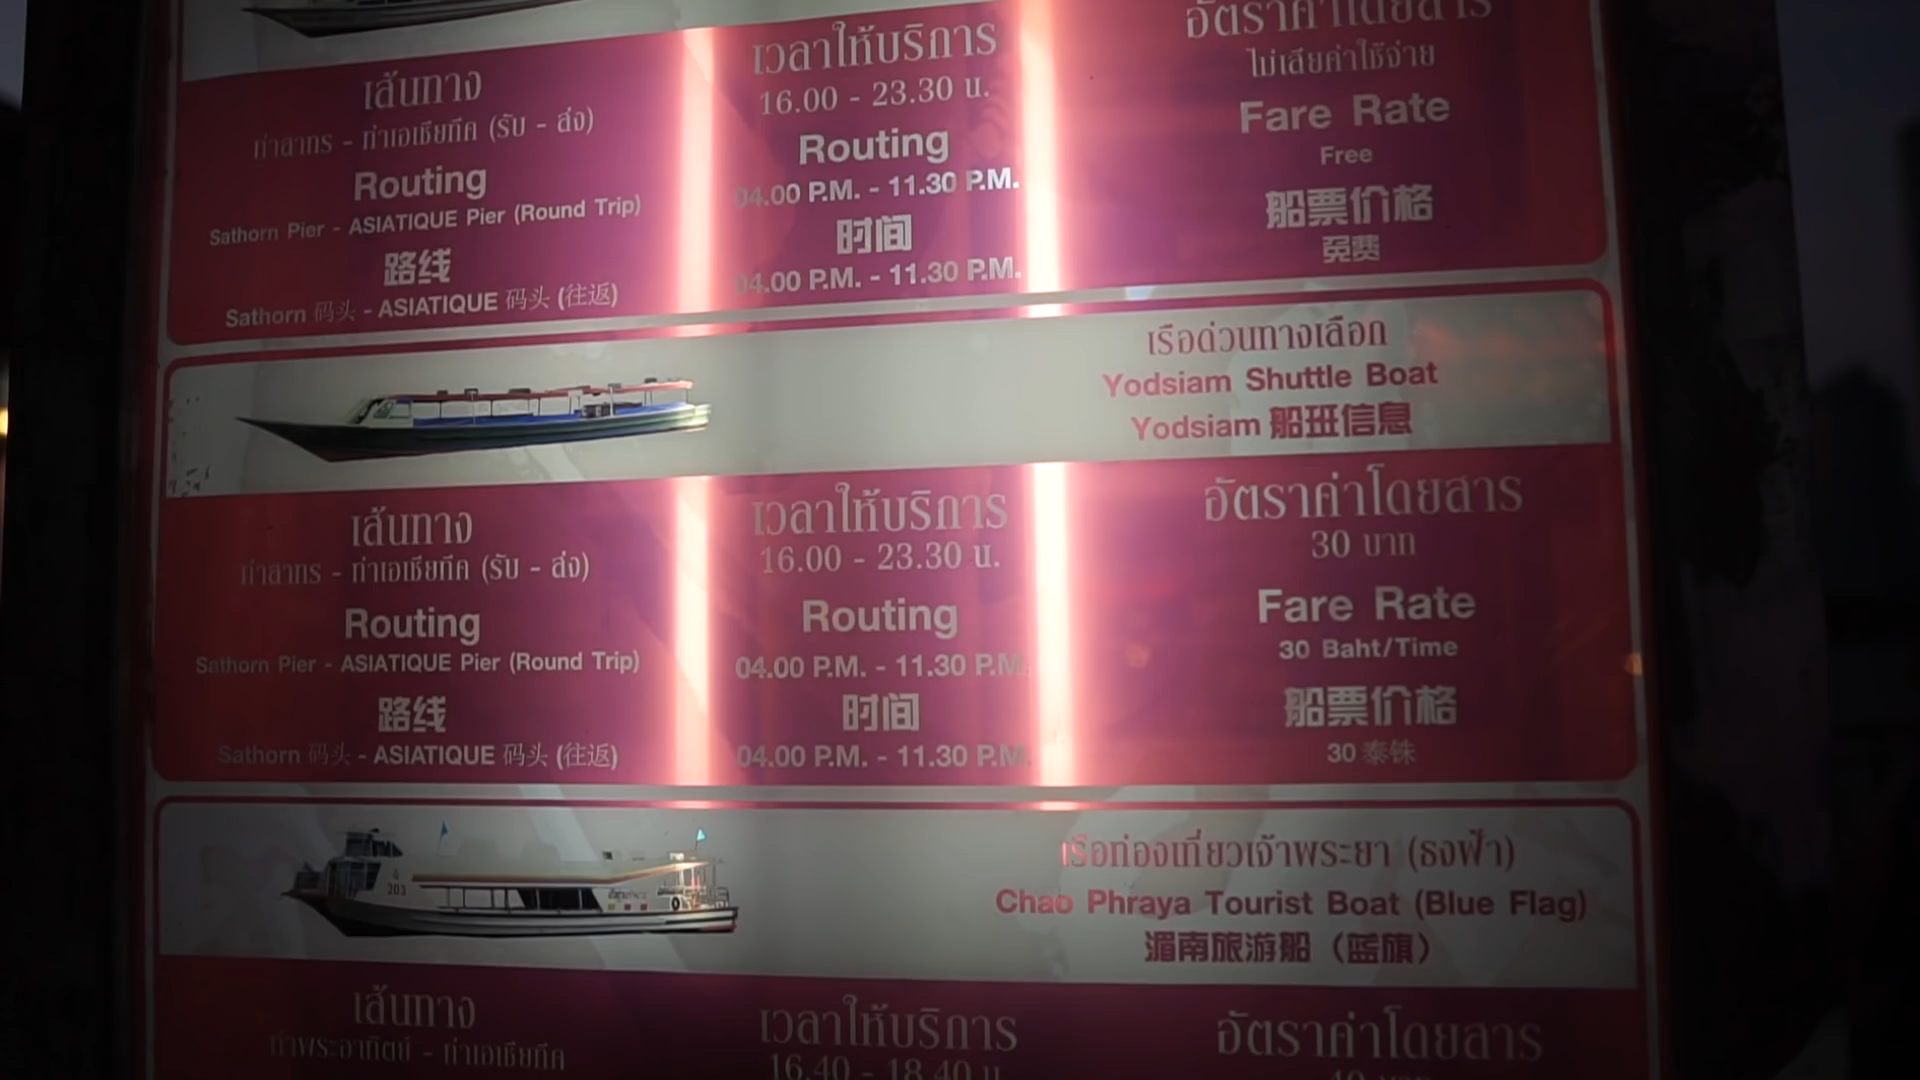 เส้นทาง
ท่าสาทร - ท่าเอเชียทีค (รับ - ส่ง)
Routing
Sathorn Pier - ASIATIQUE Pier (Round Trip)
路线
Sathorn 码头 - ASIATIQUE 码头 (往返)
เวลาให้บริการ
16.00 - 23.30 น.
Routing
04.00 P.M. - 11.30 P.M.
时间
04.00 P.M. - 11.30 P.M.
อัตราค่าโดยสาร
ไม่เสียค่าใช้จ่าย
Fare Rate
Free
船票价格
免费
เรือด่วนทางเลือก
Yodsiam Shuttle Boat
Yodsiam 船班信息
เส้นทาง
ท่าสาทร - ท่าเอเชียทีค (รับ - ส่ง)
Routing
Sathorn Pier - ASIATIQUE Pier (Round Trip)
路线
Sathorn 码头 - ASIATIQUE 码头 (往返)
เวลาให้บริการ
16.00 - 23.30 น.
Routing
04.00 P.M. - 11.30 P.M.
时间
04.00 P.M. - 11.30 P.M.
อัตราค่าโดยสาร
30 บาท
Fare Rate
30 Baht/Time
船票价格
30 泰铢
203
เรือท่องเที่ยวเจ้าพระยา (ธงฟ้า)
Chao Phraya Tourist Boat (Blue Flag)
湄南旅游船（蓝旗）
เส้นทาง
ท่าพระอาทิตย์ - ท่าเอเชียทีค
เวลาให้บริการ
16.40 - 18.40 น.
อัตราค่าโดยสาร